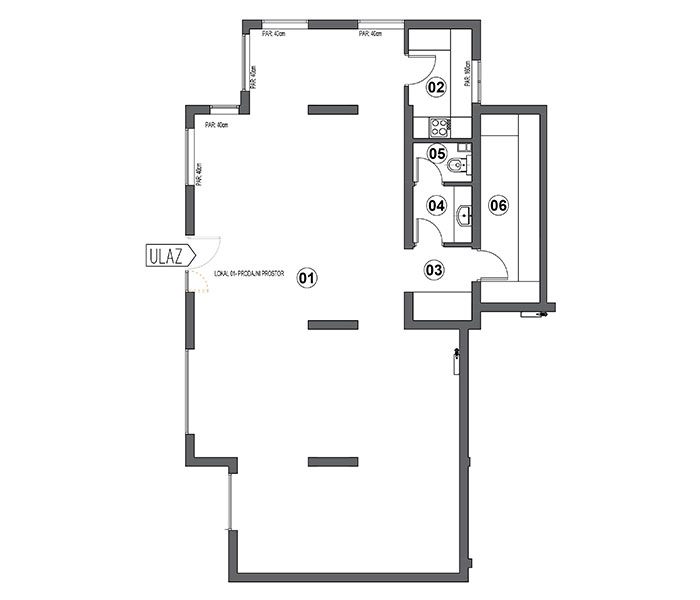 PAR: 40cm
PAR: 40cm
PAR: 40cm
PAR: 160cm
02
PAR: 40cm
PAR: 40cm
05
04
06
ULAZ
LOKAL 01- PRODAJNI PROSTOR
01
03